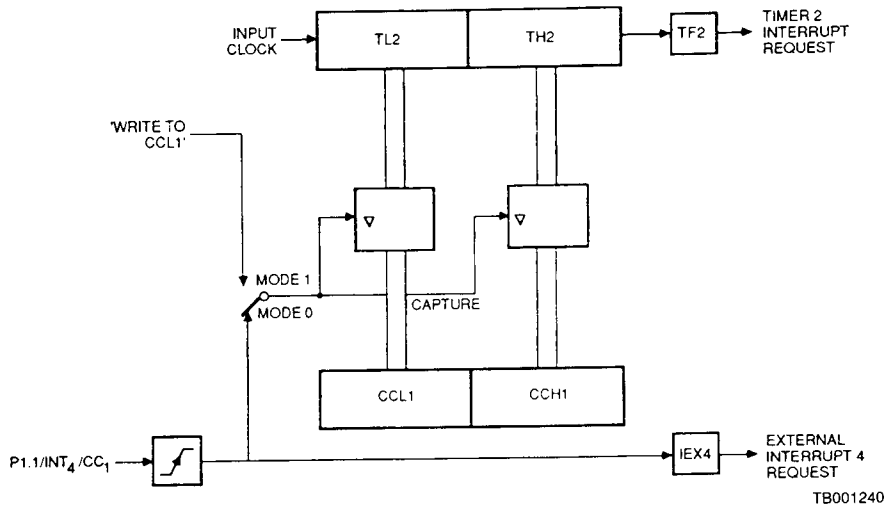 INPUT
CLOCK
TL2
TH2
TF2
TIMER 2
INTERRUPT
REQUEST
'WRITE TO
CCL1'
MODE 1
MODE 0
CAPTURE
CCL1
CCH1
P1.1/INT4/CC1
IEX4
EXTERNAL
INTERRUPT 4
REQUEST
TB001240